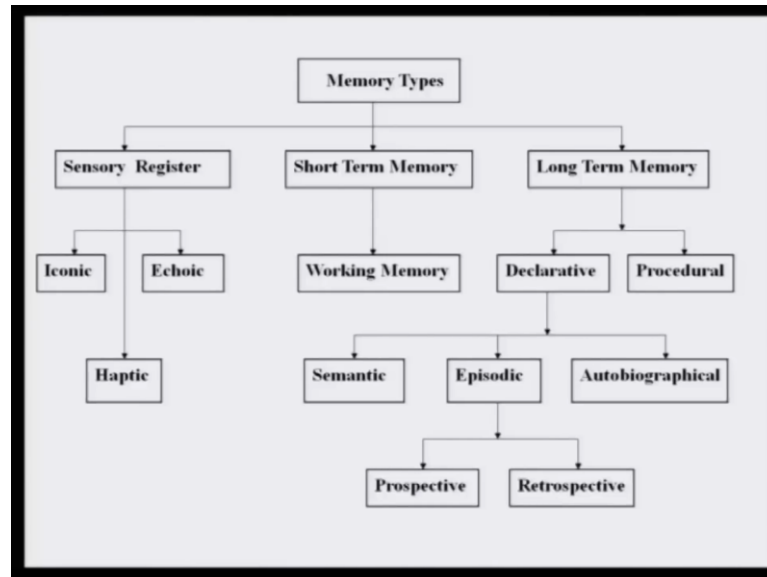 Memory Types
Sensory Register
Short Term Memory
Long Term Memory
Iconic
Echoic
Working Memory
Declarative
Procedural
Haptic
Semantic
Episodic
Autobiographical
Prospective
Retrospective